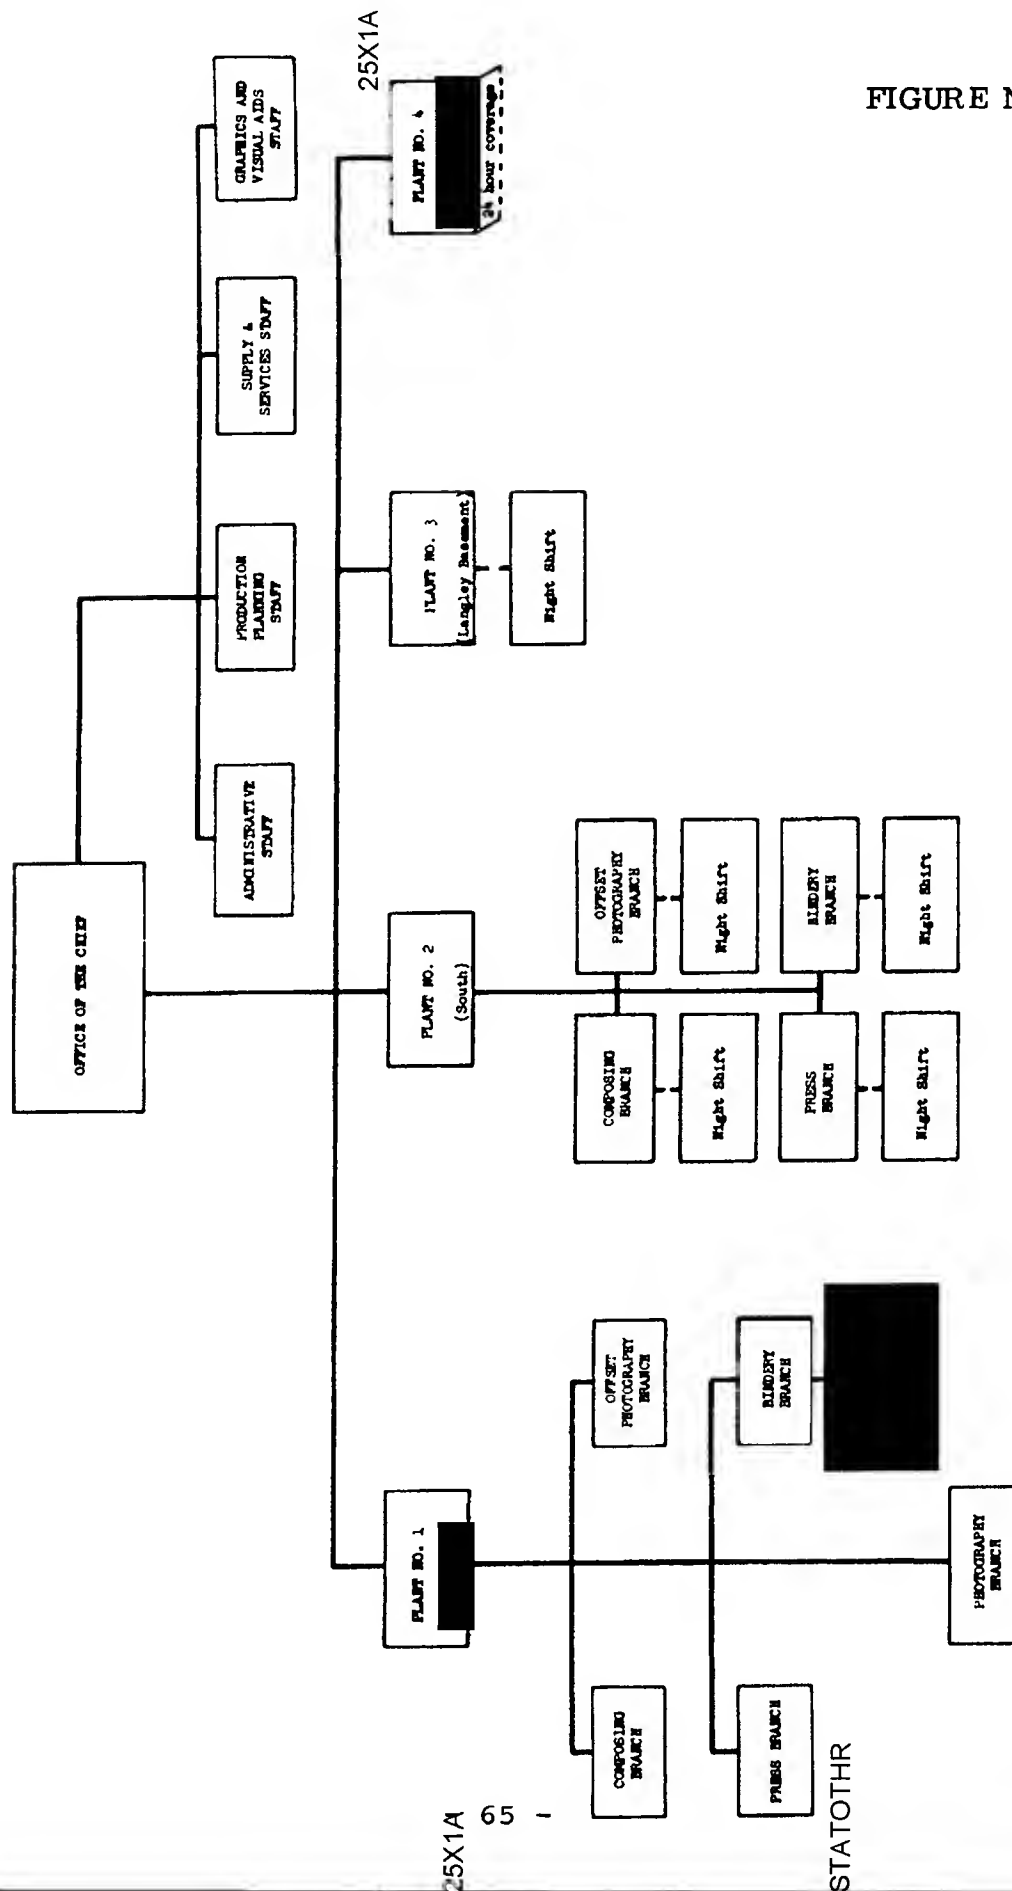 FIGURE N
OFFICE OF THE CHIEF
ADMINISTRATIVE
STAFF
PRODUCTION
PLANNING
STAFF
SUPPLY &
SERVICES STAFF
GRAPHICS AND
VISUAL AIDS
STAFF
25X1A
PLANT NO. 1
PLANT NO. 2
(South)
PLANT NO. 3
(Langley Basement)
Night Shift
PLANT NO. 4
24 hour coverage
COMPOSING
BRANCH
OFFSET
PHOTOGRAPHY
BRANCH
PRESS BRANCH
BINDERY
BRANCH
PHOTOGRAPHY
BRANCH
COMPOSING
BRANCH
Night Shift
OFFSET
PHOTOGRAPHY
BRANCH
Night Shift
PRESS
BRANCH
Night Shift
BINDERY
BRANCH
Night Shift
25X1A
65 -
STATOTHR